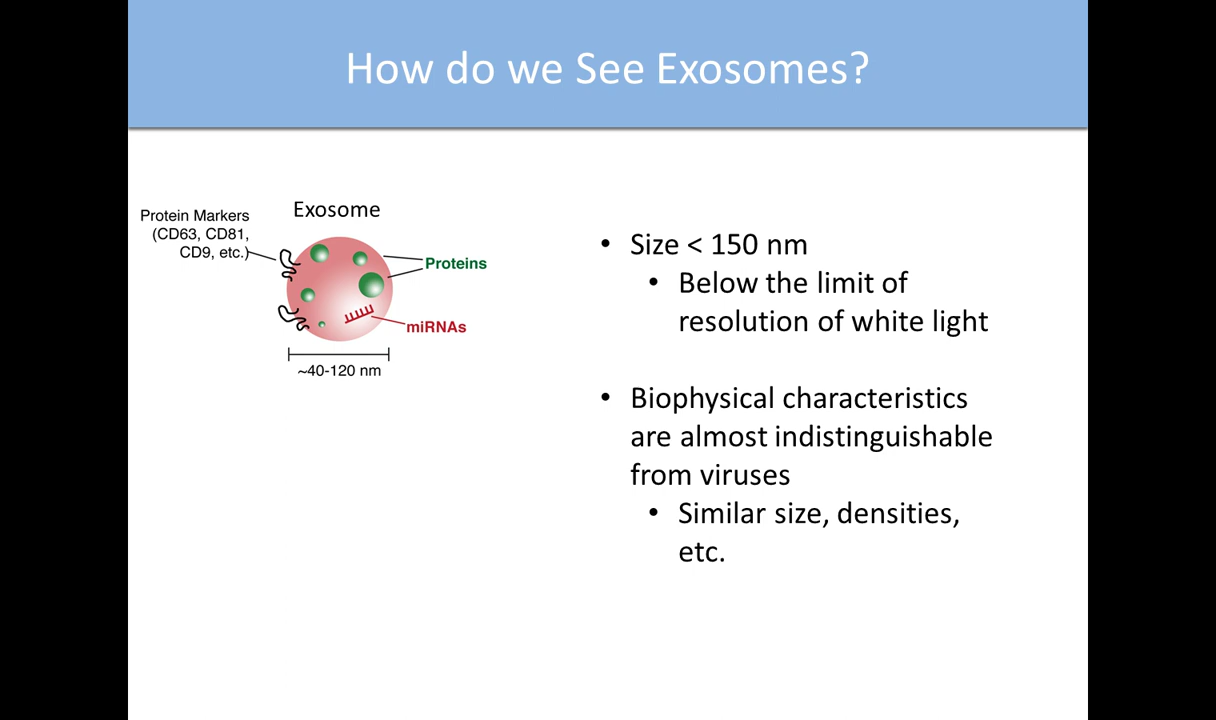 How do we See Exosomes?
Exosome
Protein Markers
(CD63, CD81,
CD9, etc.)
Proteins
miRNAs
~40-120 nm
• Size < 150 nm
• Below the limit of
resolution of white light
• Biophysical characteristics
are almost indistinguishable
from viruses
• Similar size, densities,
etc.